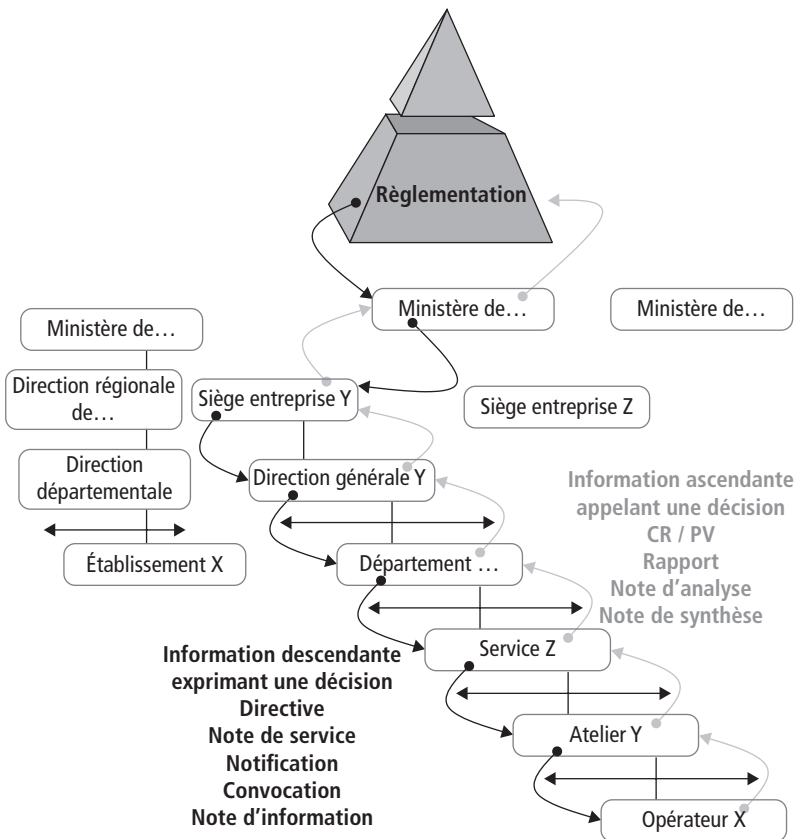 Règlementation
Ministère de…
Ministère de…
Ministère de…
Direction régionale
de…
Siège entreprise Y
Siège entreprise Z
Direction
départementale
Direction générale Y
Information ascendante
appelant une décision
CR / PV
Rapport
Note d'analyse
Note de synthèse
Établissement X
Département …
Service Z
Information descendante
exprimant une décision
Directive
Note de service
Notification
Convocation
Note d'information
Atelier Y
Opérateur X